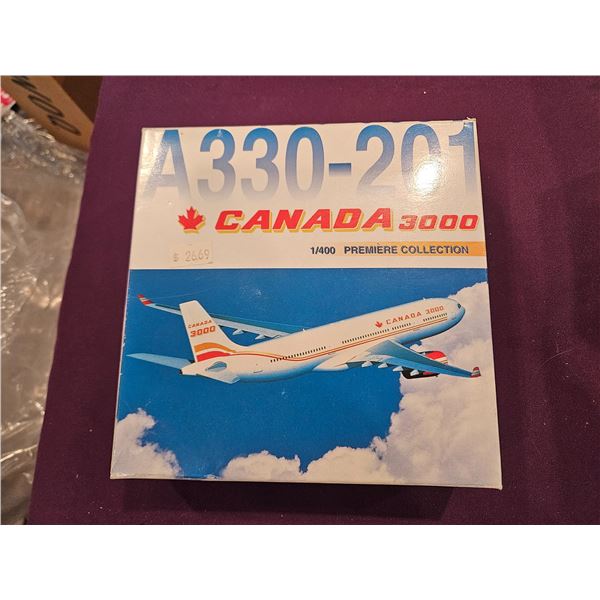 A330-201
CANADA 3000
$ 26.69
1/400 PREMIERE COLLECTION
CANADA 3000
CANADA
3000